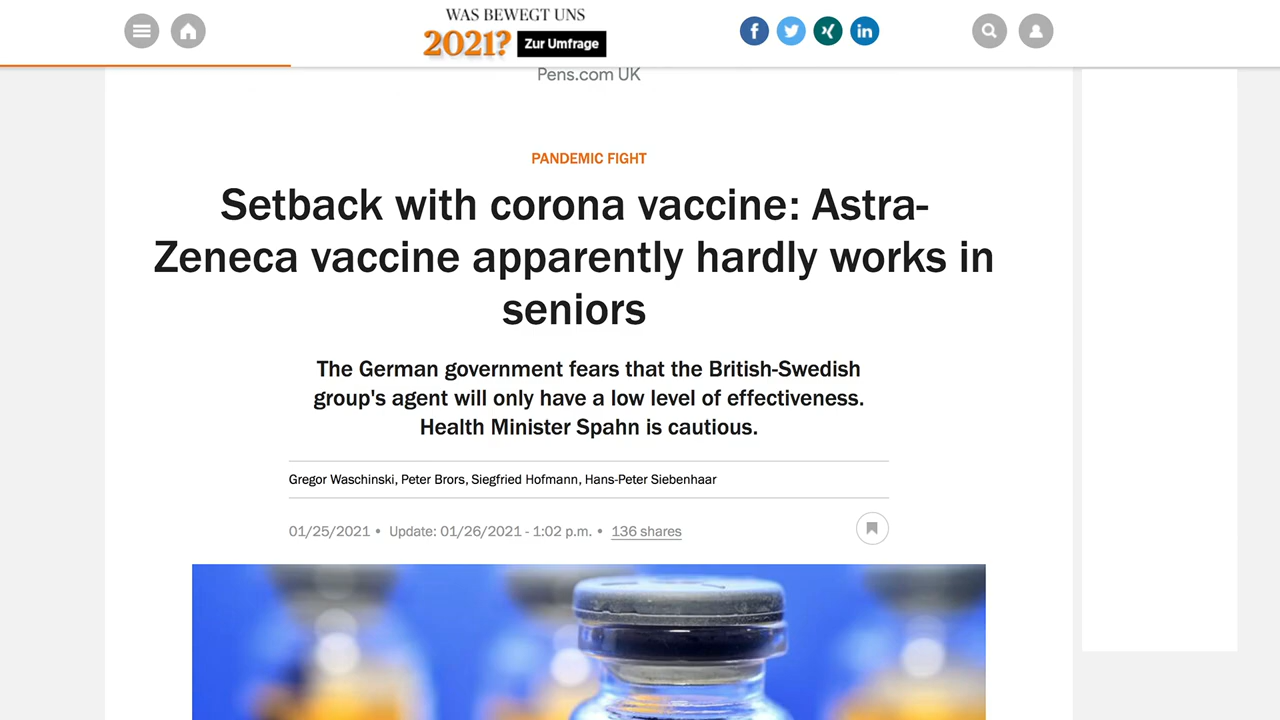 WAS BEWEGT UNS
2021?
Zur Umfrage
Pens.com UK
PANDEMIC FIGHT
Setback with corona vaccine: Astra-
Zeneca vaccine apparently hardly works in
seniors
The German government fears that the British-Swedish
group's agent will only have a low level of effectiveness.
Health Minister Spahn is cautious.
Gregor Waschinski, Peter Brors, Siegfried Hofmann, Hans-Peter Siebenhaar
01/25/2021 • Update: 01/26/2021 - 1:02 p.m. • 136 shares